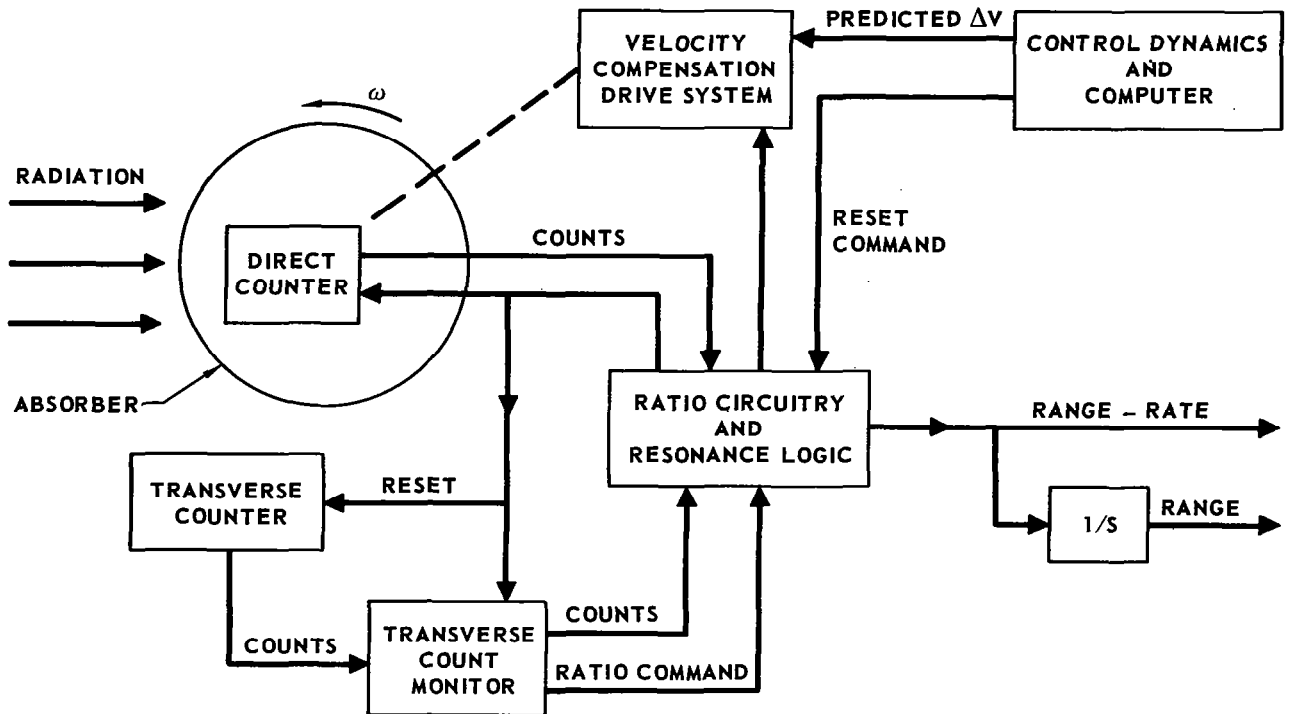 PREDICTED ΔV
VELOCITY
COMPENSATION
DRIVE SYSTEM
CONTROL DYNAMICS
AND
COMPUTER
ω
RADIATION
RESET
COMMAND
COUNTS
DIRECT
COUNTER
ABSORBER
RATIO CIRCUITRY
AND
RESONANCE LOGIC
RANGE - RATE
TRANSVERSE
COUNTER
RESET
1/S
RANGE
COUNTS
TRANSVERSE
COUNT
MONITOR
COUNTS
RATIO COMMAND